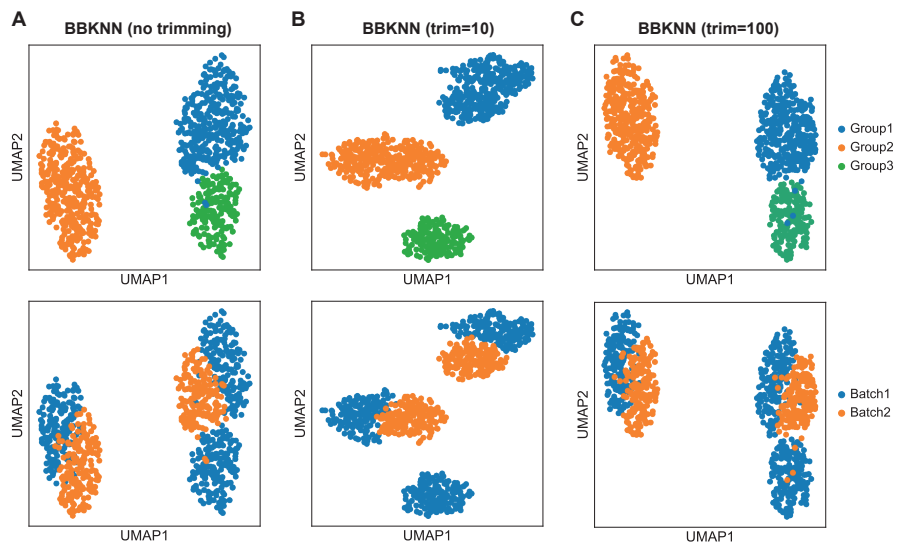 A
BBKNN (no trimming)
UMAP2
UMAP1
B
BBKNN (trim=10)
UMAP2
UMAP1
C
BBKNN (trim=100)
UMAP2
UMAP1
Group1
Group2
Group3
UMAP2
UMAP1
UMAP2
UMAP1
UMAP2
UMAP1
Batch1
Batch2